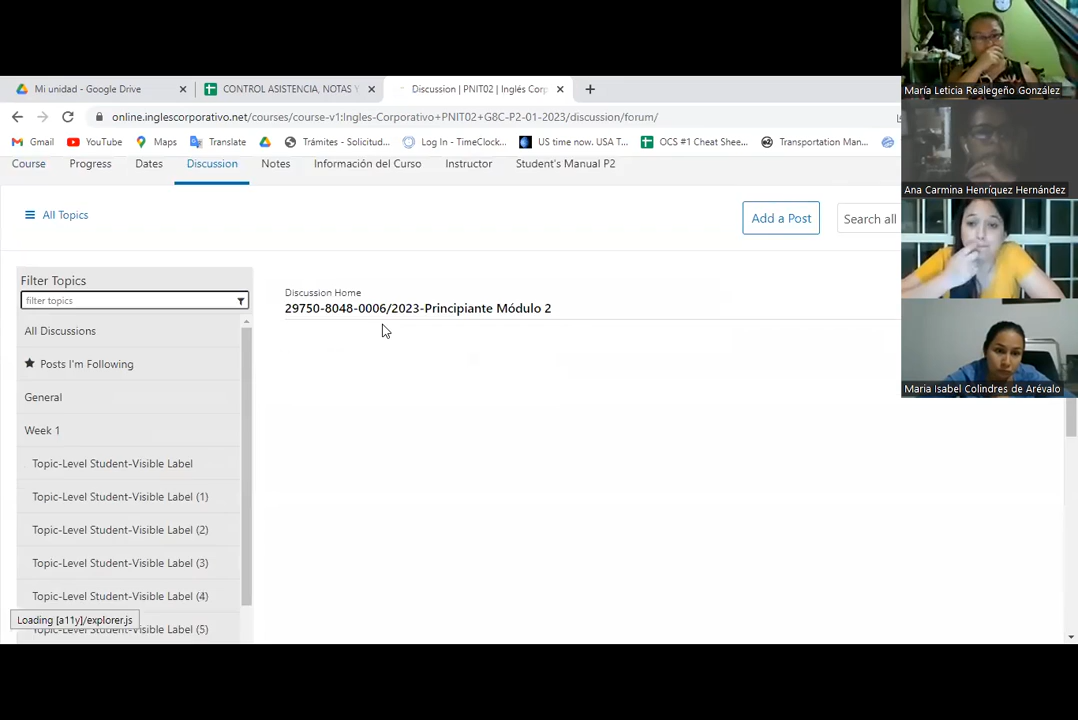 Mi unidad - Google Drive
CONTROL ASISTENCIA, NOTAS Y
Discussion | PNIT02 | Inglés Corp
online.inglescorporativo.net/courses/course-v1:Ingles-Corporativo+PNIT02+G8C-P2-01-2023/discussion/forum/
Gmail
YouTube
Maps
Translate
Trámites - Solicitud...
Log In - TimeClock...
US time now. USA T...
OCS #1 Cheat Shee...
Transportation Man...
Course
Progress
Dates
Discussion
Notes
Información del Curso
Instructor
Student's Manual P2
All Topics
Add a Post
Search all
Filter Topics
filter topics
All Discussions
Posts I'm Following
General
Week 1
Topic-Level Student-Visible Label
Topic-Level Student-Visible Label (1)
Topic-Level Student-Visible Label (2)
Topic-Level Student-Visible Label (3)
Topic-Level Student-Visible Label (4)
Topic-Level Student-Visible Label (5)
Loading [a11y]/explorer.js
Discussion Home
29750-8048-0006/2023-Principiante Módulo 2
María Leticia Realegeño González
Ana Carmina Henríquez Hernández
Maria Isabel Colindres de Arévalo